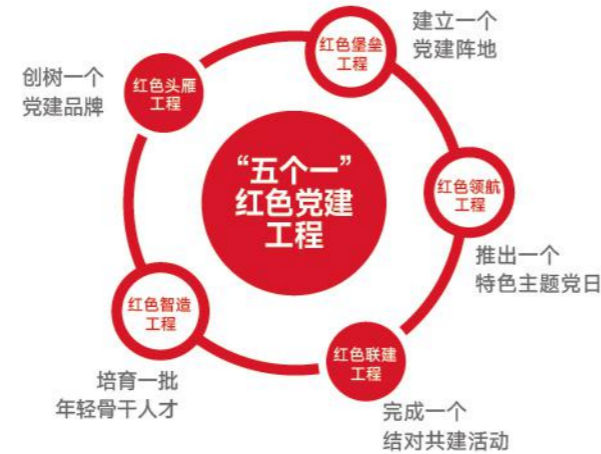 “五个一”
红色党建
工程
红色堡垒
工程
建立一个
党建阵地
红色领航
工程
推出一个
特色主题党日
红色联建
工程
完成一个
结对共建活动
红色智造
工程
培育一批
年轻骨干人才
红色头雁
工程
创树一个
党建品牌